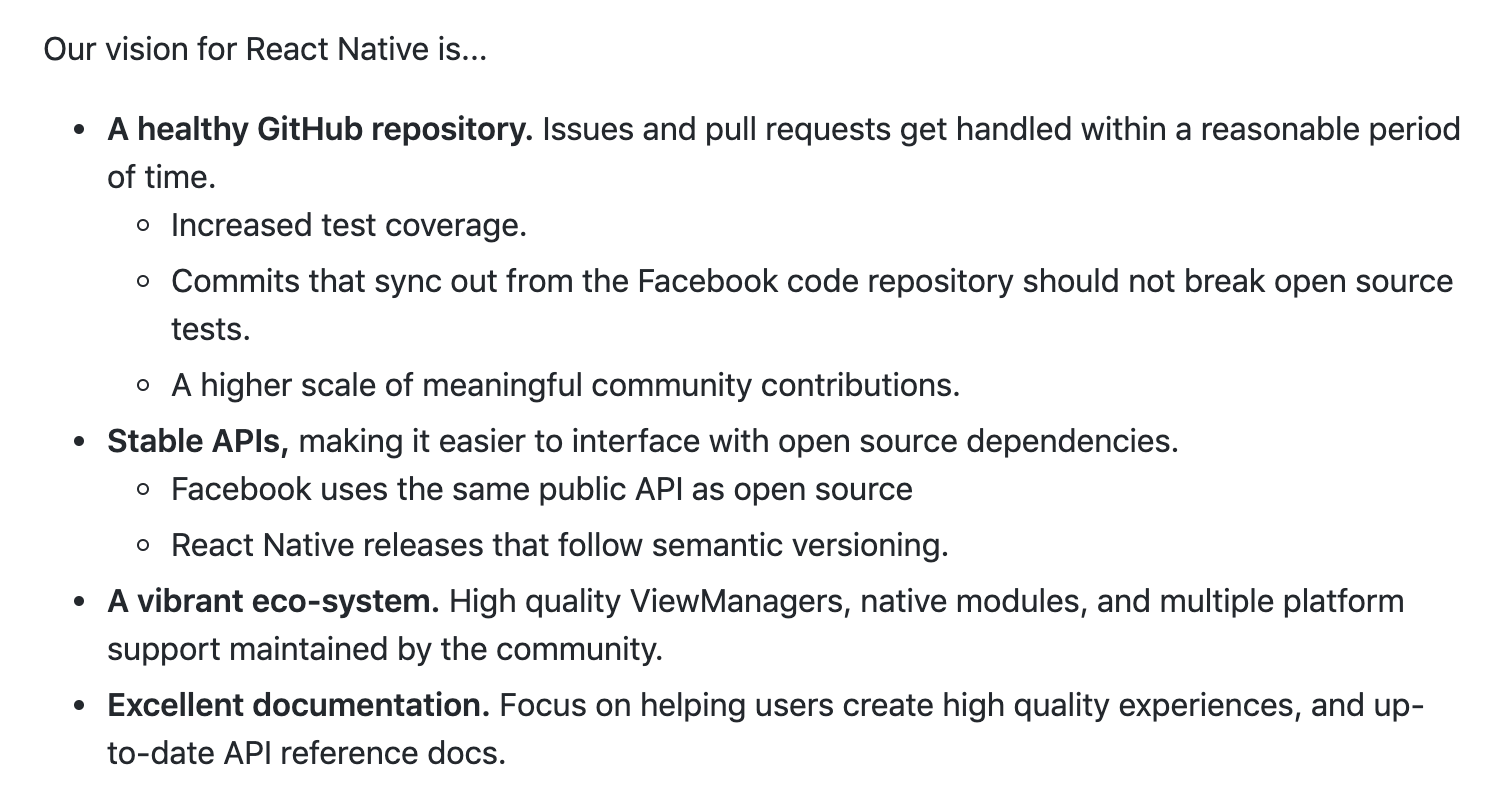 Our vision for React Native is...
• A healthy GitHub repository. Issues and pull requests get handled within a reasonable period
of time.
◦ Increased test coverage.
◦ Commits that sync out from the Facebook code repository should not break open source
tests.
◦ A higher scale of meaningful community contributions.
• Stable APIs, making it easier to interface with open source dependencies.
◦ Facebook uses the same public API as open source
◦ React Native releases that follow semantic versioning.
• A vibrant eco-system. High quality ViewManagers, native modules, and multiple platform
support maintained by the community.
• Excellent documentation. Focus on helping users create high quality experiences, and up-
to-date API reference docs.